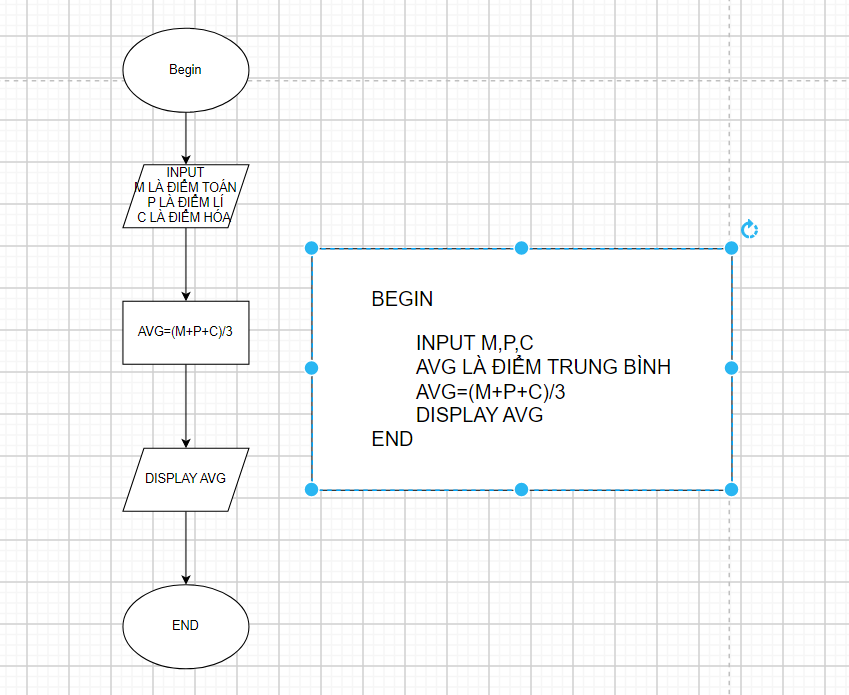 Begin
INPUT
M LÀ ĐIỂM TOÁN
P LÀ ĐIỂM LÍ
C LÀ ĐIỂM HÓA
AVG=(M+P+C)/3
DISPLAY AVG
END
BEGIN
INPUT M,P,C
AVG LÀ ĐIỂM TRUNG BÌNH
AVG=(M+P+C)/3
DISPLAY AVG
END